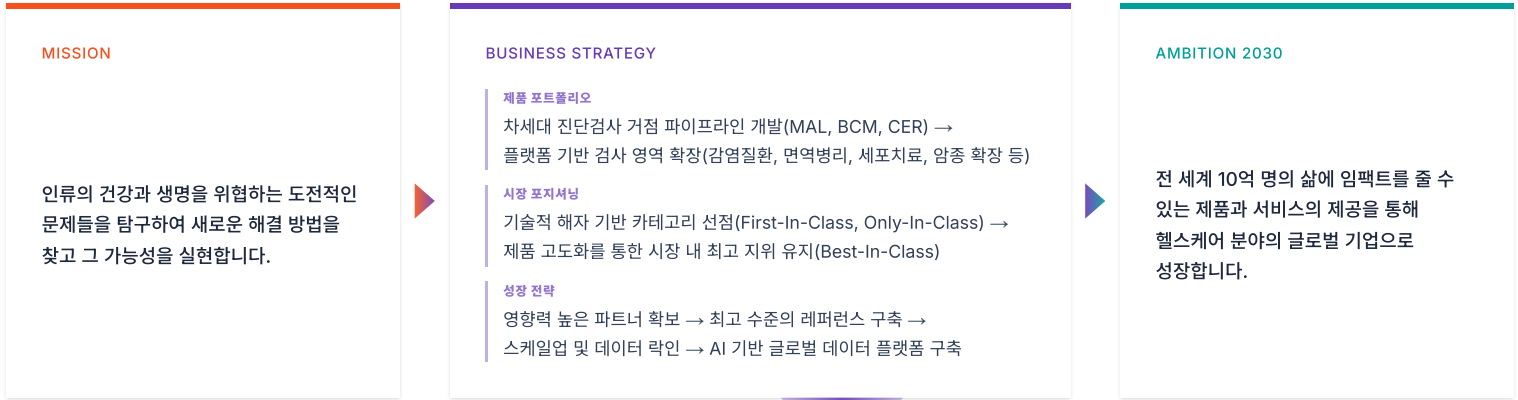 MISSION
인류의 건강과 생명을 위협하는 도전적인
문제들을 탐구하여 새로운 해결 방법을
찾고 그 가능성을 실현합니다.
BUSINESS STRATEGY
제품 포트폴리오
차세대 진단검사 거점 파이프라인 개발(MAL, BCM, CER) →
플랫폼 기반 검사 영역 확장(감염질환, 면역병리, 세포치료, 암종 확장 등)
시장 포지셔닝
기술적 해자 기반 카테고리 선점(First-In-Class, Only-In-Class) →
제품 고도화를 통한 시장 내 최고 지위 유지(Best-In-Class)
성장 전략
영향력 높은 파트너 확보 → 최고 수준의 레퍼런스 구축 →
스케일업 및 데이터 락인 → AI 기반 글로벌 데이터 플랫폼 구축
AMBITION 2030
전 세계 10억 명의 삶에 임팩트를 줄 수
있는 제품과 서비스의 제공을 통해
헬스케어 분야의 글로벌 기업으로
성장합니다.